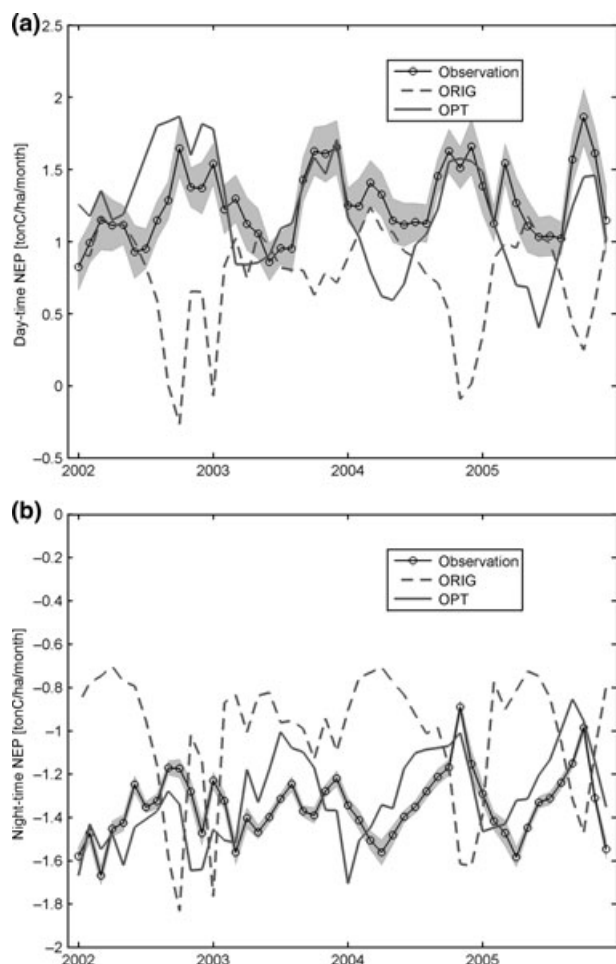 (a)
2.5
2
1.5
1
0.5
0
−0.5
Day-time NEP [tonC/ha/month]
Observation
ORIG
OPT
2002 2003 2004 2005
(b)
0
−0.2
−0.4
−0.6
−0.8
−1
−1.2
−1.4
−1.6
−1.8
−2
Night-time NEP [tonC/ha/month]
Observation
ORIG
OPT
2002 2003 2004 2005